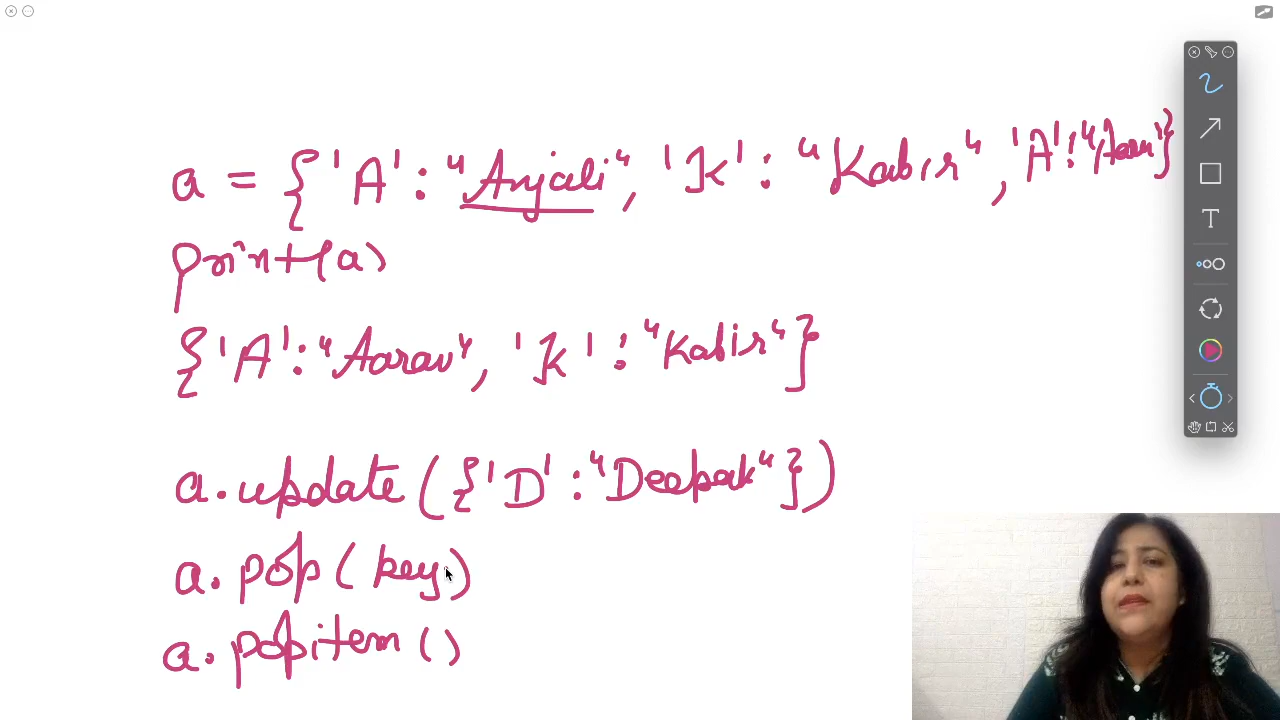 a = {'A' : "Anjali", 'K' : "Kabir", 'A' : "Aarav"}
print(a)
{'A' : "Aarav", 'K' : "Kabir"}
a.update({'D' : "Deepak"})
a.pop(key)
a.popitem()
T